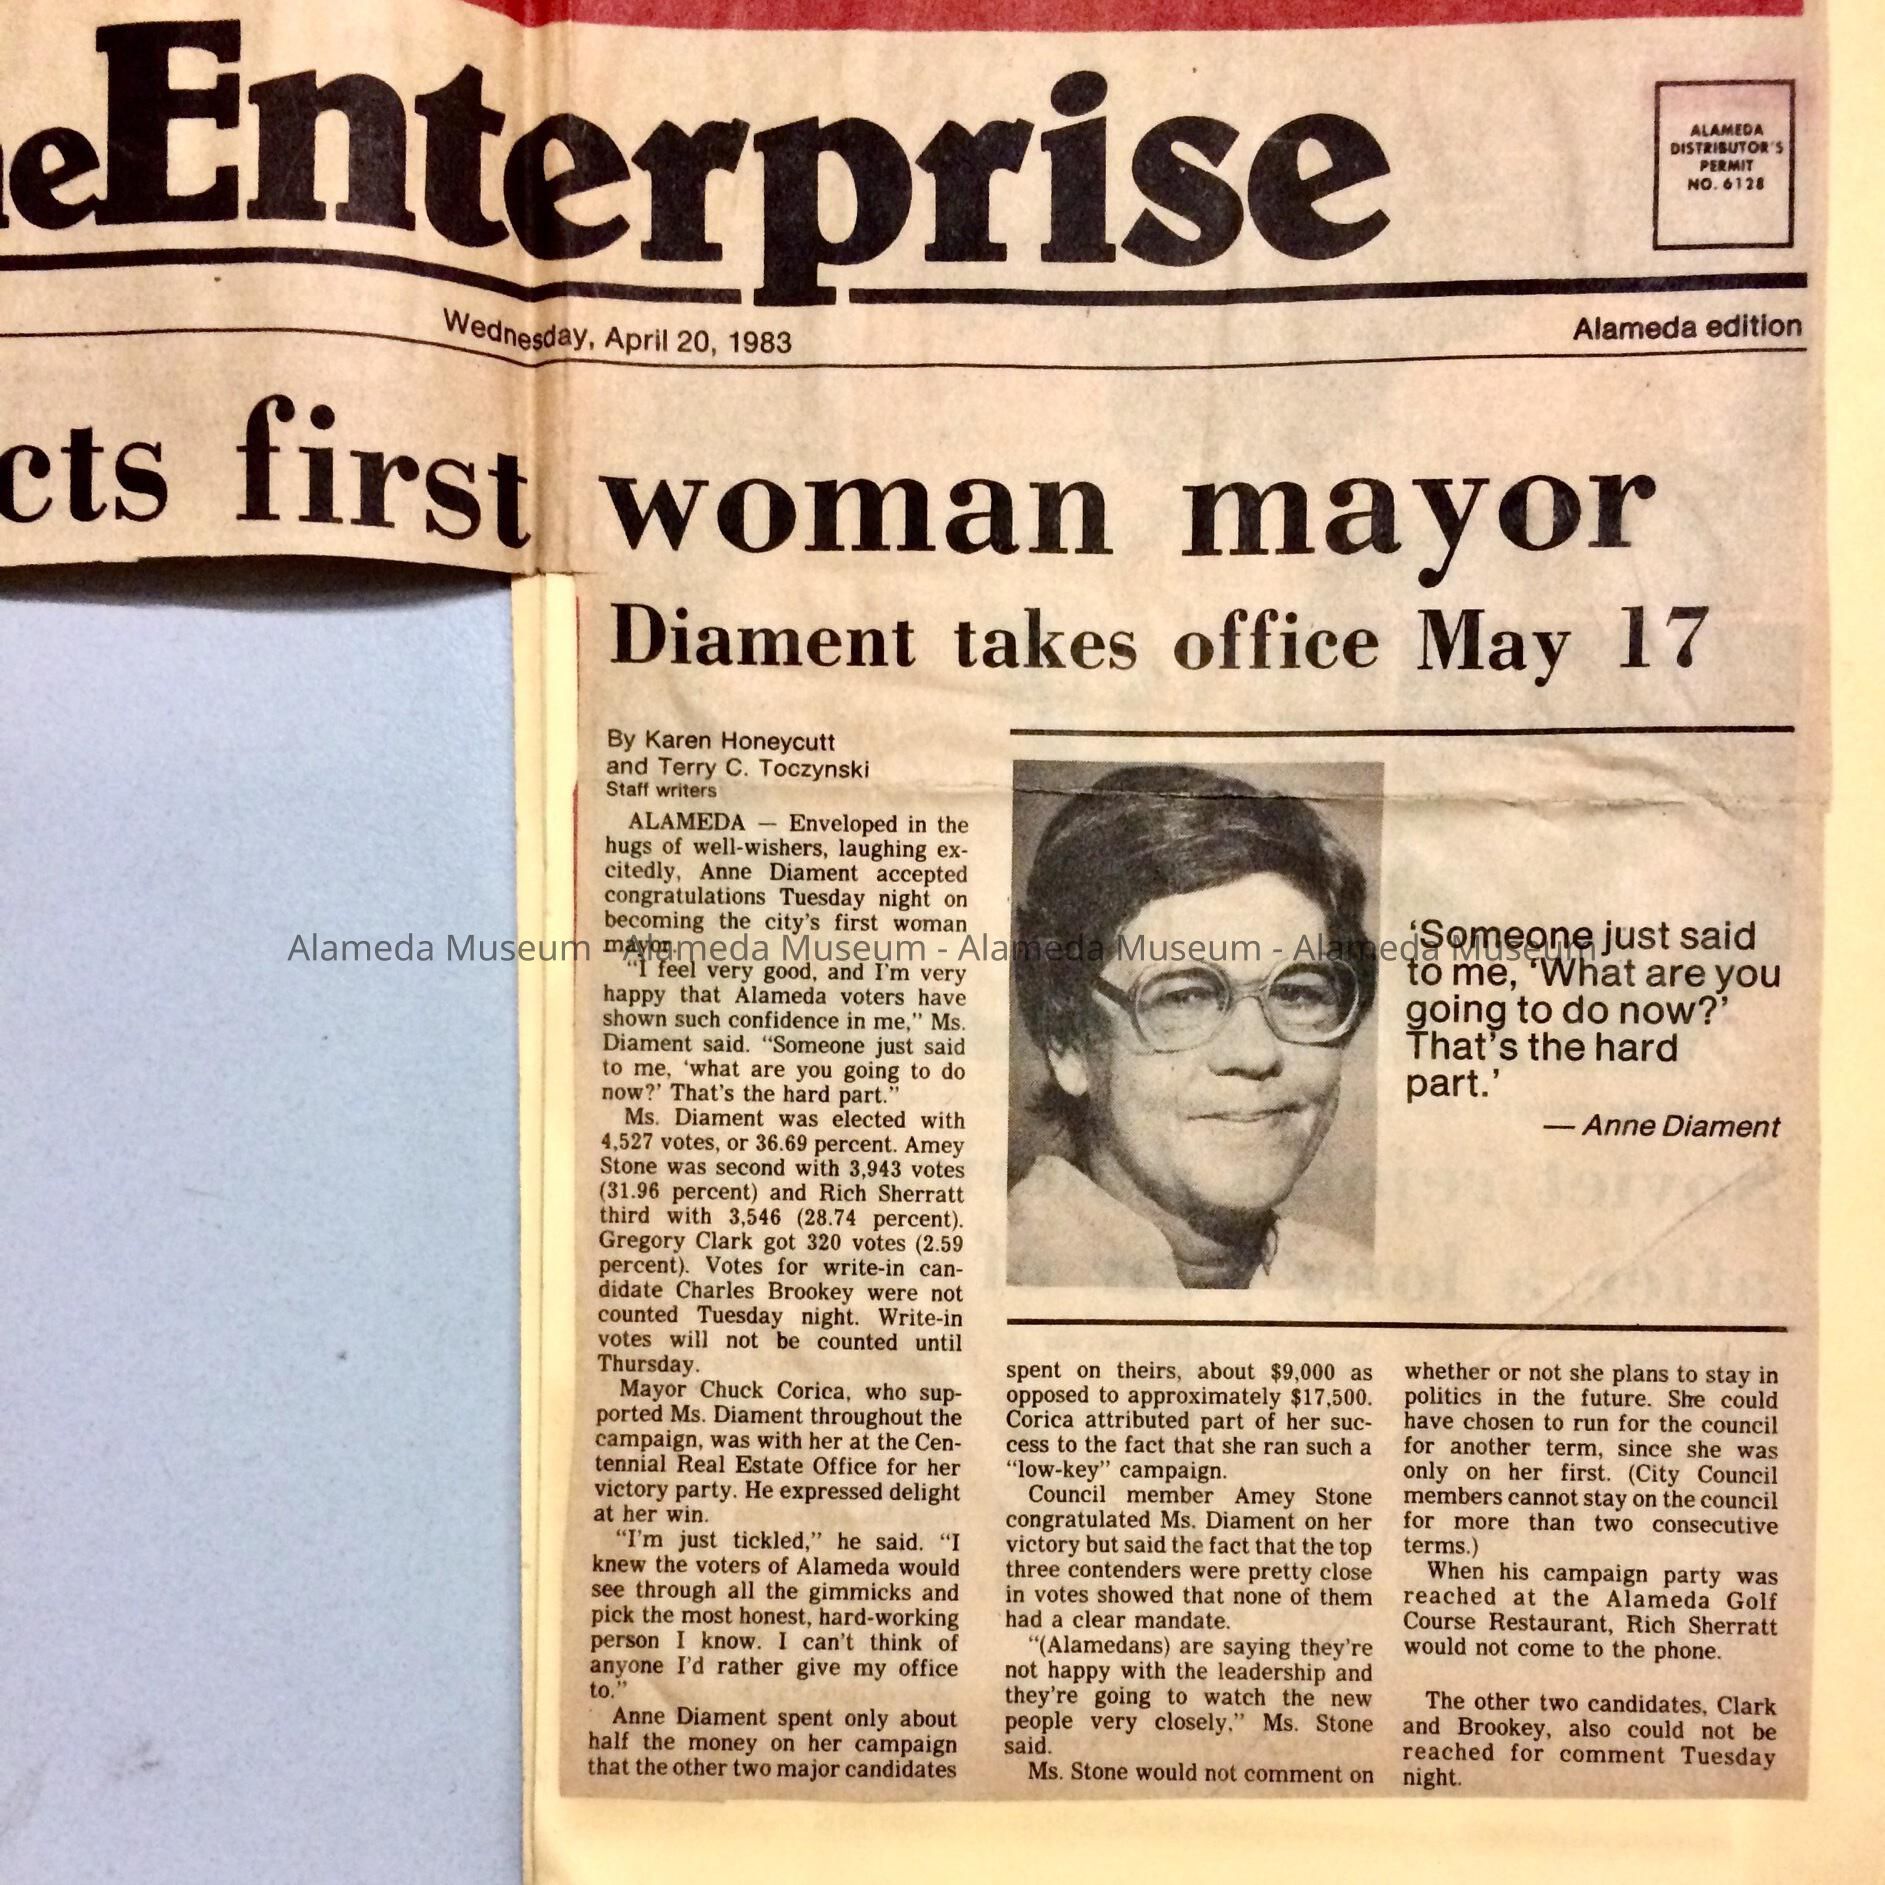 he Enterprise
ALAMEDA
DISTRIBUTOR'S
PERMIT
NO. 6128
Wednesday, April 20, 1983
Alameda edition
cts first woman mayor
Diament takes office May 17
By Karen Honeycutt
and Terry C. Toczynski
Staff writers
ALAMEDA — Enveloped in the
hugs of well-wishers, laughing ex-
citedly, Anne Diament accepted
congratulations Tuesday night on
becoming the city's first woman
mayor.
"I feel very good, and I'm very
happy that Alameda voters have
shown such confidence in me," Ms.
Diament said. "Someone just said
to me, 'what are you going to do
now?' That's the hard part."
Ms. Diament was elected with
4,527 votes, or 36.69 percent. Amey
Stone was second with 3,943 votes
(31.96 percent) and Rich Sherratt
third with 3,546 (28.74 percent).
Gregory Clark got 320 votes (2.59
percent). Votes for write-in can-
didate Charles Brookey were not
counted Tuesday night. Write-in
votes will not be counted until
Thursday.
Mayor Chuck Corica, who sup-
ported Ms. Diament throughout the
campaign, was with her at the Cen-
tennial Real Estate Office for her
victory party. He expressed delight
at her win.
"I'm just tickled," he said. "I
knew the voters of Alameda would
see through all the gimmicks and
pick the most honest, hard-working
person I know. I can't think of
anyone I'd rather give my office
to."
Anne Diament spent only about
half the money on her campaign
that the other two major candidates
'Someone just said
to me, 'What are you
going to do now?'
That's the hard
part.'
— Anne Diament
spent on theirs, about $9,000 as
opposed to approximately $17,500.
Corica attributed part of her suc-
cess to the fact that she ran such a
"low-key" campaign.
Council member Amey Stone
congratulated Ms. Diament on her
victory but said the fact that the top
three contenders were pretty close
in votes showed that none of them
had a clear mandate.
"(Alamedans) are saying they're
not happy with the leadership and
they're going to watch the new
people very closely," Ms. Stone
said.
Ms. Stone would not comment on
whether or not she plans to stay in
politics in the future. She could
have chosen to run for the council
for another term, since she was
only on her first. (City Council
members cannot stay on the council
for more than two consecutive
terms.)
When his campaign party was
reached at the Alameda Golf
Course Restaurant, Rich Sherratt
would not come to the phone.
The other two candidates, Clark
and Brookey, also could not be
reached for comment Tuesday
night.
Alameda Museum - Alameda Museum - Alameda Museum - Alameda Museum